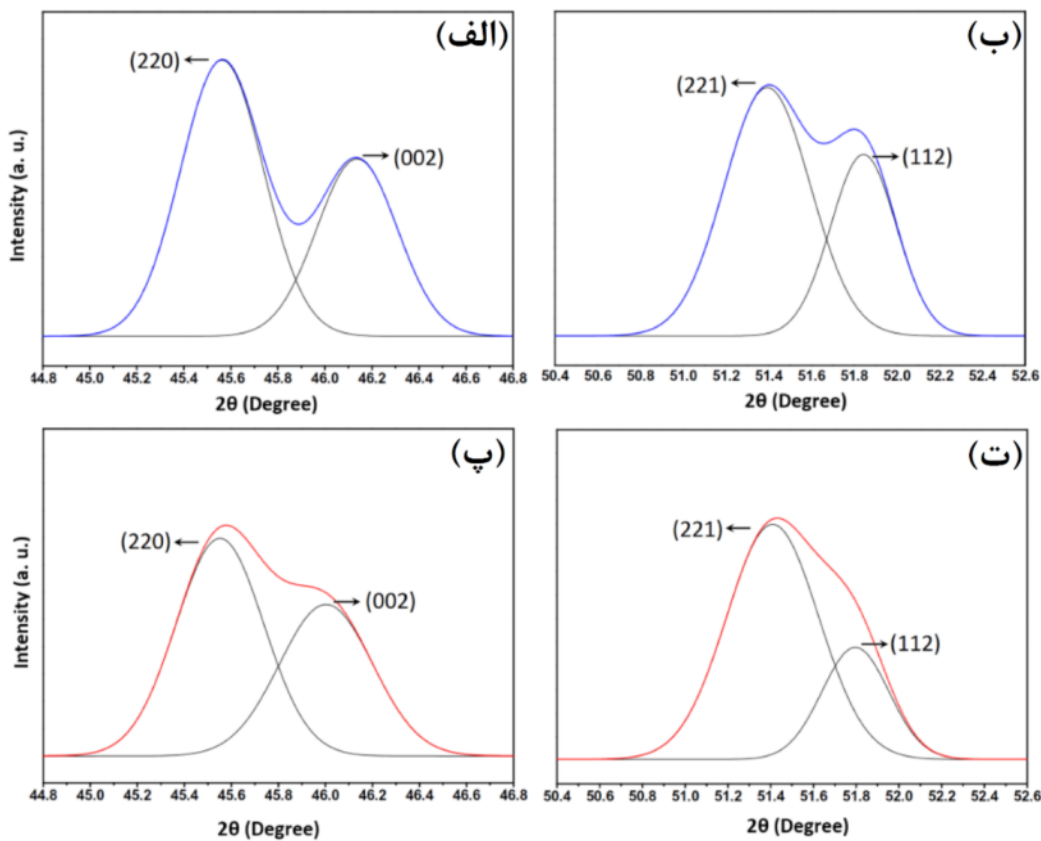 (الف)
(220)
(002)
Intensity (a. u.)
44.8 45.0 45.2 45.4 45.6 45.8 46.0 46.2 46.4 46.6 46.8
2θ (Degree)
(ب)
(221)
(112)
50.4 50.6 50.8 51.0 51.2 51.4 51.6 51.8 52.0 52.2 52.4 52.6
2θ (Degree)
(پ)
(220)
(002)
Intensity (a. u.)
44.8 45.0 45.2 45.4 45.6 45.8 46.0 46.2 46.4 46.6 46.8
2θ (Degree)
(ت)
(221)
(112)
50.4 50.6 50.8 51.0 51.2 51.4 51.6 51.8 52.0 52.2 52.4 52.6
2θ (Degree)